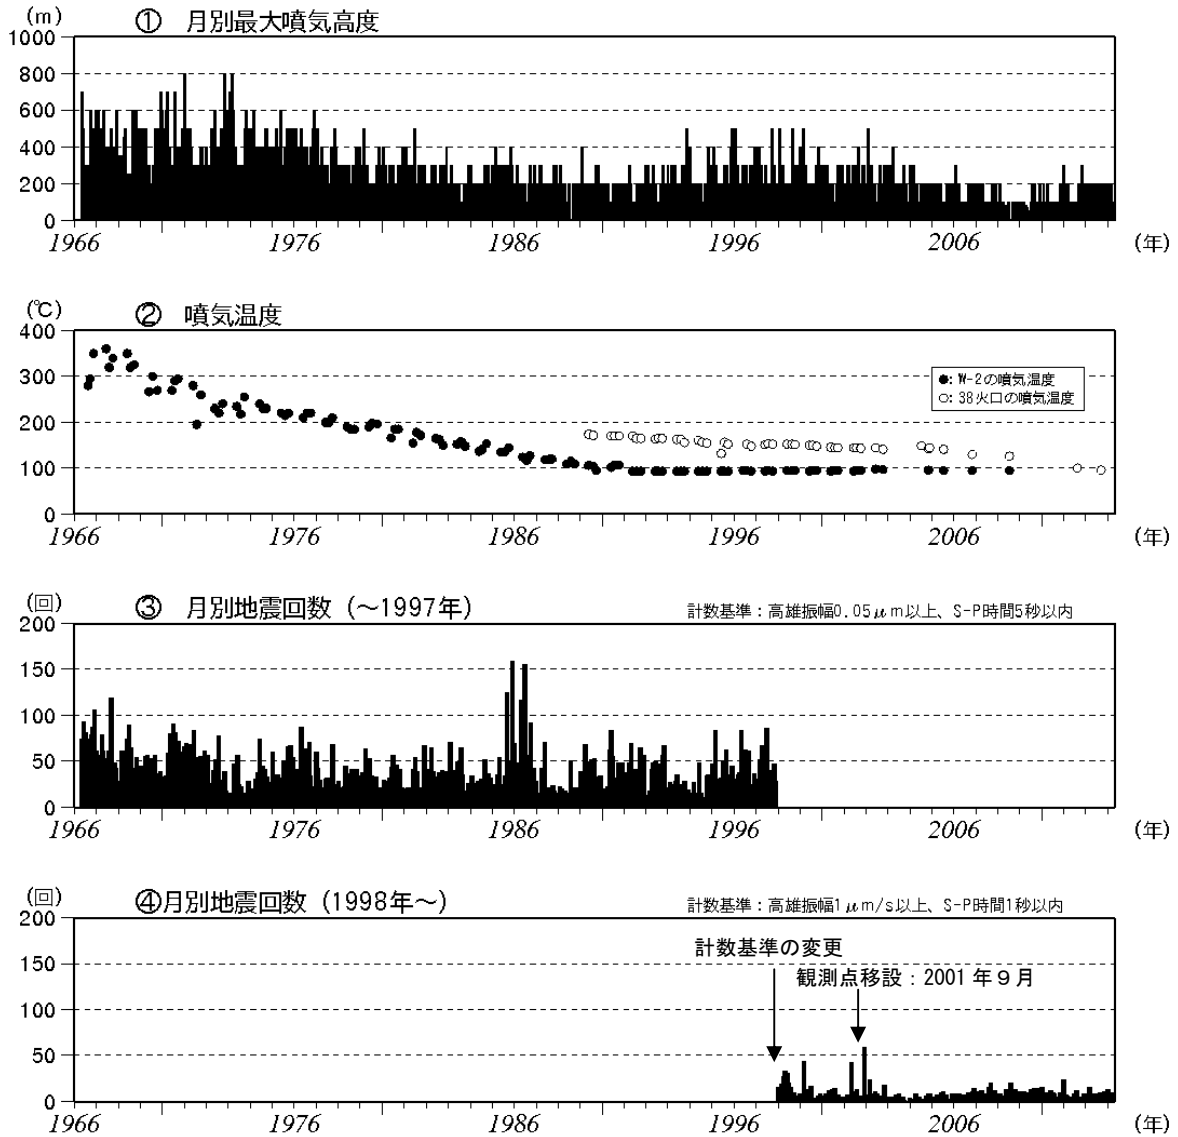 (m) ① 月別最大噴気高度
1000
800
600
400
200
0
1966 1976 1986 1996 2006 (年)
(℃) ② 噴気温度
400
300
200
100
0
●: W-2の噴気温度
○: 38火口の噴気温度
1966 1976 1986 1996 2006 (年)
(回) ③ 月別地震回数（～1997年） 計数基準：高雄振幅0.05μm以上、S-P時間5秒以内
200
150
100
50
0
1966 1976 1986 1996 2006 (年)
(回) ④月別地震回数（1998年～） 計数基準：高雄振幅1μm/s以上、S-P時間1秒以内
200
150
100
50
0
計数基準の変更
観測点移設：2001年９月
1966 1976 1986 1996 2006 (年)